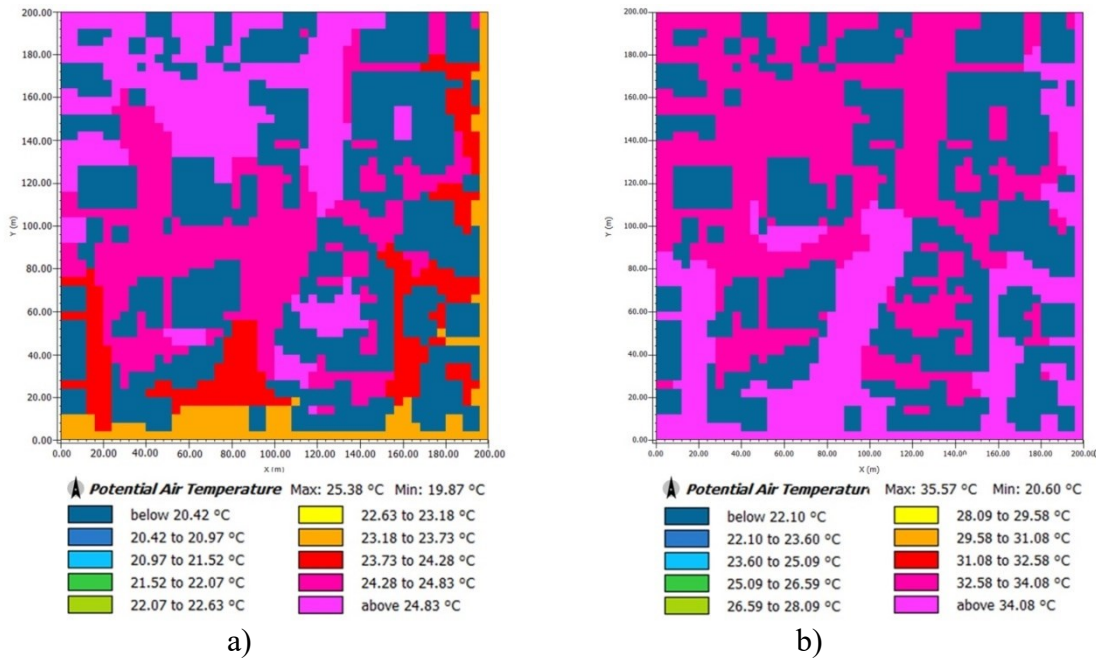 200.00
180.00
160.00
140.00
120.00
100.00
80.00
60.00
40.00
20.00
0.00
Y (m)
0.00 20.00 40.00 60.00 80.00 100.00 120.00 140.00 160.00 180.00 200.00
X (m)
Potential Air Temperature Max: 25.38 °C Min: 19.87 °C
below 20.42 °C
20.42 to 20.97 °C
20.97 to 21.52 °C
21.52 to 22.07 °C
22.07 to 22.63 °C
22.63 to 23.18 °C
23.18 to 23.73 °C
23.73 to 24.28 °C
24.28 to 24.83 °C
above 24.83 °C
a)
200.00
180.00
160.00
140.00
120.00
100.00
80.00
60.00
40.00
20.00
0.00
Y (m)
0.00 20.00 40.00 60.00 80.00 100.00 120.00 140.00 160.00 180.00 200.00
X (m)
Potential Air Temperature Max: 35.57 °C Min: 20.60 °C
below 22.10 °C
22.10 to 23.60 °C
23.60 to 25.09 °C
25.09 to 26.59 °C
26.59 to 28.09 °C
28.09 to 29.58 °C
29.58 to 31.08 °C
31.08 to 32.58 °C
32.58 to 34.08 °C
above 34.08 °C
b)